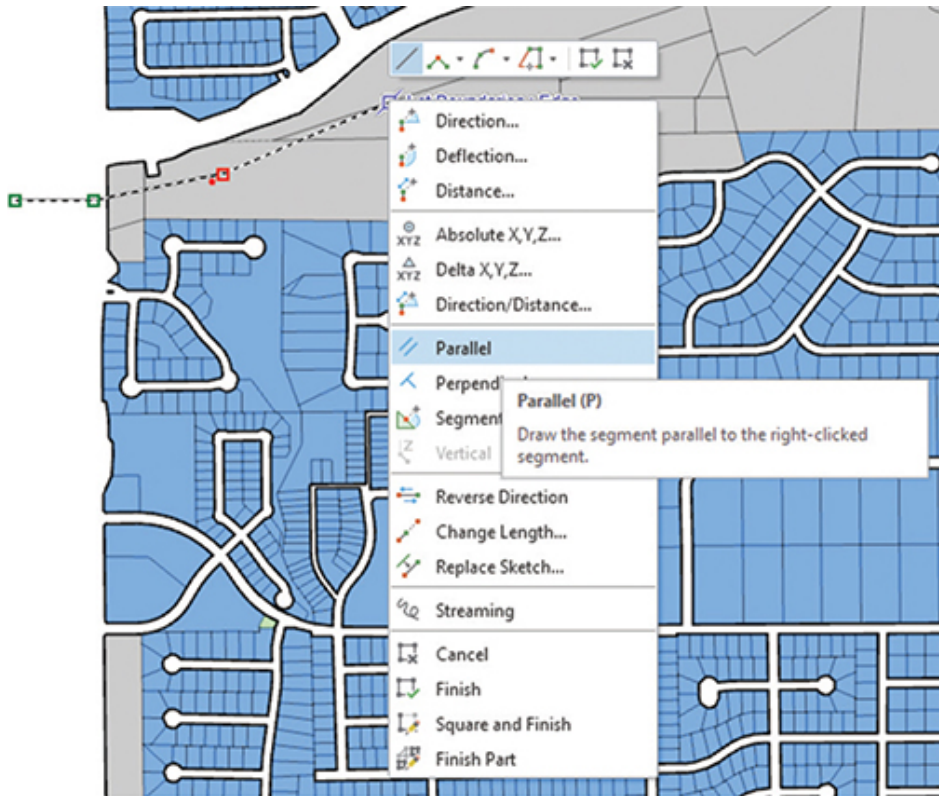 Direction...
Deflection...
Distance...
Absolute X,Y,Z...
Delta X,Y,Z...
Direction/Distance...
Parallel
Parallel (P)
Draw the segment parallel to the right-clicked
segment.
Segment
Vertical
Reverse Direction
Change Length...
Replace Sketch...
Streaming
Cancel
Finish
Square and Finish
Finish Part